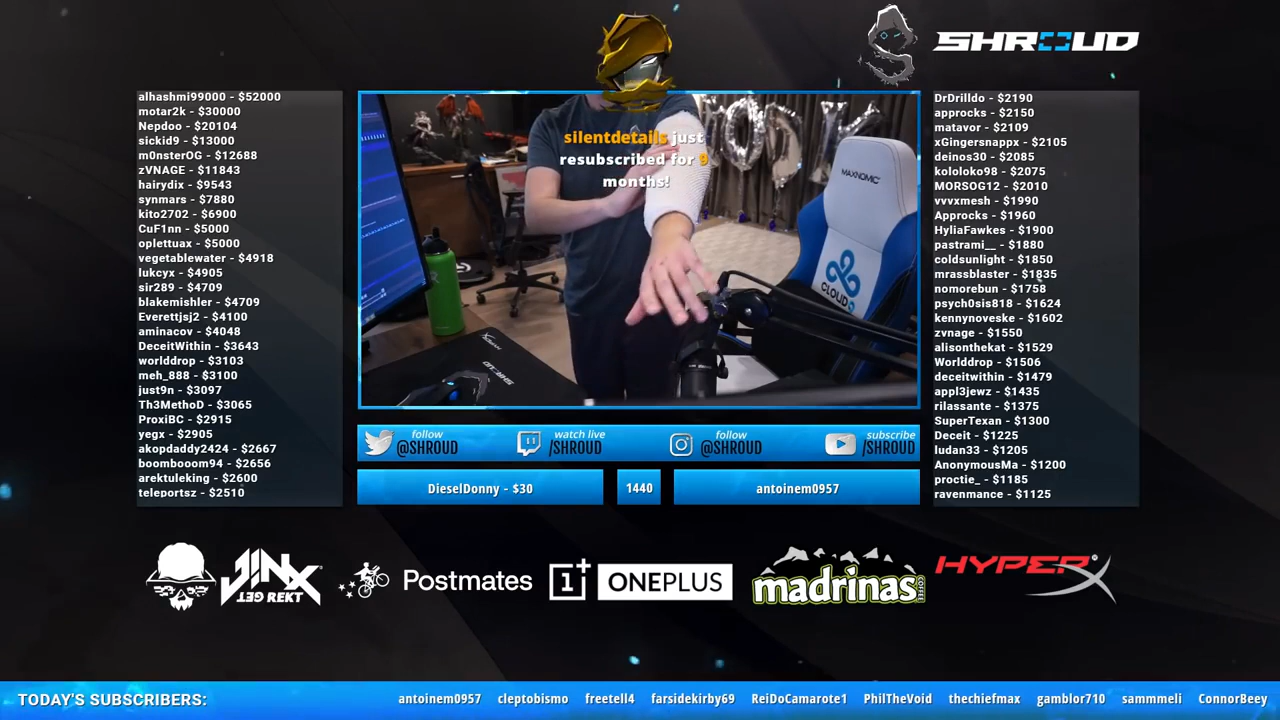 SHROUD
alhashmi99000 - $52000
motar2k - $30000
Nepdoo - $20104
sickid9 - $13000
m0nsterOG - $12688
zVNAGE - $11843
hairydix - $9543
synmars - $7880
kito2702 - $6900
CuF1nn - $5000
oplettuax - $5000
vegetablewater - $4918
lukcyx - $4905
sir289 - $4709
blakemishler - $4709
Everettjsj2 - $4100
aminacov - $4048
DeceitWithin - $3643
worlddrop - $3103
meh_888 - $3100
just9n - $3097
Th3MethoD - $3065
ProxiBC - $2915
yegx - $2905
akopdaddy2424 - $2667
boombooom94 - $2656
arektuleking - $2600
teleportsz - $2510
silentdetails just
resubscribed for 9
months!
MAXNOMIC
CLOUD9
SHROUD
DrDrilldo - $2190
approcks - $2150
matavor - $2109
xGingersnappx - $2105
deinos30 - $2085
kololoko98 - $2075
MORSOG12 - $2010
vvvxmesh - $1990
Approcks - $1960
HyliaFawkes - $1900
pastrami__ - $1880
coldsunlight - $1850
mrassblaster - $1835
nomorebun - $1758
psych0sis818 - $1624
kennynoveske - $1602
zvnage - $1550
alisonthekat - $1529
Worlddrop - $1506
deceitwithin - $1479
appl3jewz - $1435
rilassante - $1375
SuperTexan - $1300
Deceit - $1225
ludan33 - $1205
AnonymousMa - $1200
proctie_ - $1185
ravenmance - $1125
follow
@SHROUD
watch live
/SHROUD
follow
@SHROUD
subscribe
/SHROUD
DieselDonny - $30
1440
antoinem0957
JINX
GET REKT
Postmates
1+ ONEPLUS
madrinas
COFFEE
HYPERX
TODAY'S SUBSCRIBERS: antoinem0957 cleptobismo freetell4 farsidekirby69 ReiDoCamarote1 PhilTheVoid thechiefmax gamblor710 sammmeli ConnorBeey